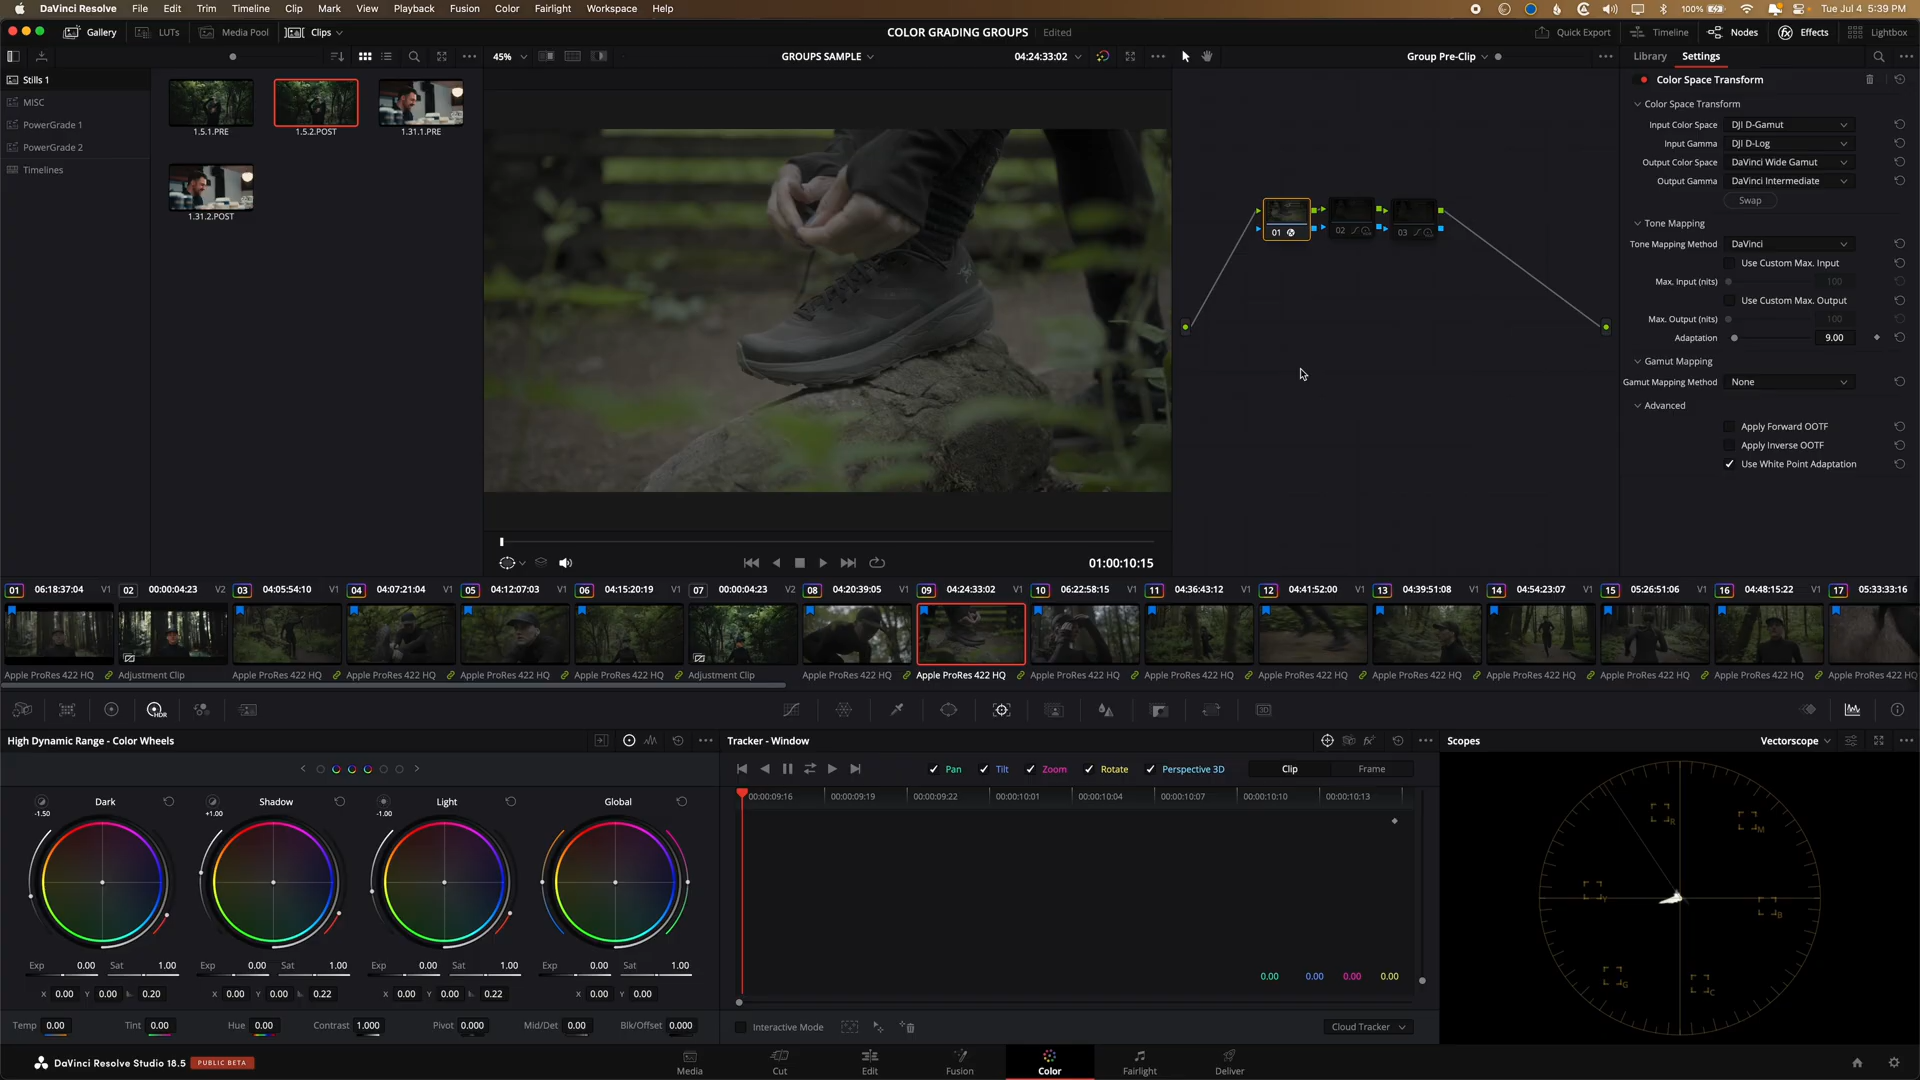 DaVinci Resolve File Edit Trim Timeline Clip Mark View Playback Fusion Color Fairlight Workspace Help 100% Tue Jul 4 5:39 PM
Gallery LUTs Media Pool Clips COLOR GRADING GROUPS Edited Quick Export Timeline Nodes Effects Lightbox
45% GROUPS SAMPLE 04:24:33:02 Group Pre-Clip Library Settings
Stills 1
MISC
PowerGrade 1
PowerGrade 2
Timelines
1.5.1.PRE 1.5.2.POST 1.31.1.PRE
1.31.2.POST
01 02 03
Color Space Transform
Color Space Transform
Input Color Space DJI D-Gamut
Input Gamma DJI D-Log
Output Color Space DaVinci Wide Gamut
Output Gamma DaVinci Intermediate
Swap
Tone Mapping
Tone Mapping Method DaVinci
Use Custom Max. Input
Max. Input (nits) 100
Use Custom Max. Output
Max. Output (nits) 100
Adaptation 9.00
Gamut Mapping
Gamut Mapping Method None
Advanced
Apply Forward OOTF
Apply Inverse OOTF
Use White Point Adaptation
01:00:10:15
01 06:18:37:04 V1 02 00:00:04:23 V2 03 04:05:54:10 V1 04 04:07:21:04 V1 05 04:12:07:03 V1 06 04:15:20:19 V1 07 00:00:04:23 V2 08 04:20:39:05 V1 09 04:24:33:02 V1 10 06:22:58:15 V1 11 04:36:43:12 V1 12 04:41:52:00 V1 13 04:39:51:08 V1 14 04:54:23:07 V1 15 05:26:51:06 V1 16 04:48:15:22 V1 17 05:33:33:16
Apple ProRes 422 HQ Adjustment Clip Apple ProRes 422 HQ Apple ProRes 422 HQ Apple ProRes 422 HQ Apple ProRes 422 HQ Adjustment Clip Apple ProRes 422 HQ Apple ProRes 422 HQ Apple ProRes 422 HQ Apple ProRes 422 HQ Apple ProRes 422 HQ Apple ProRes 422 HQ Apple ProRes 422 HQ Apple ProRes 422 HQ Apple ProRes 422 HQ Apple ProRes 422 HQ
HDR 3D
High Dynamic Range - Color Wheels
Dark Shadow Light Global
-1.50 +1.00 -1.00
Exp 0.00 Sat 1.00 Exp 0.00 Sat 1.00 Exp 0.00 Sat 1.00 Exp 0.00 Sat 1.00
X 0.00 Y 0.00 0.20 X 0.00 Y 0.00 0.22 X 0.00 Y 0.00 0.22 X 0.00 Y 0.00
Temp 0.00 Tint 0.00 Hue 0.00 Contrast 1.000 Pivot 0.000 Mid/Det 0.00 Blk/Offset 0.000
Tracker - Window
Pan Tilt Zoom Rotate Perspective 3D Clip Frame
00:00:09:16 00:00:09:19 00:00:09:22 00:00:10:01 00:00:10:04 00:00:10:07 00:00:10:10 00:00:10:13
0.00 0.00 0.00 0.00
Interactive Mode Cloud Tracker
Scopes Vectorscope
R M
Y B
G C
DaVinci Resolve Studio 18.5 PUBLIC BETA Media Cut Edit Fusion Color Fairlight Deliver